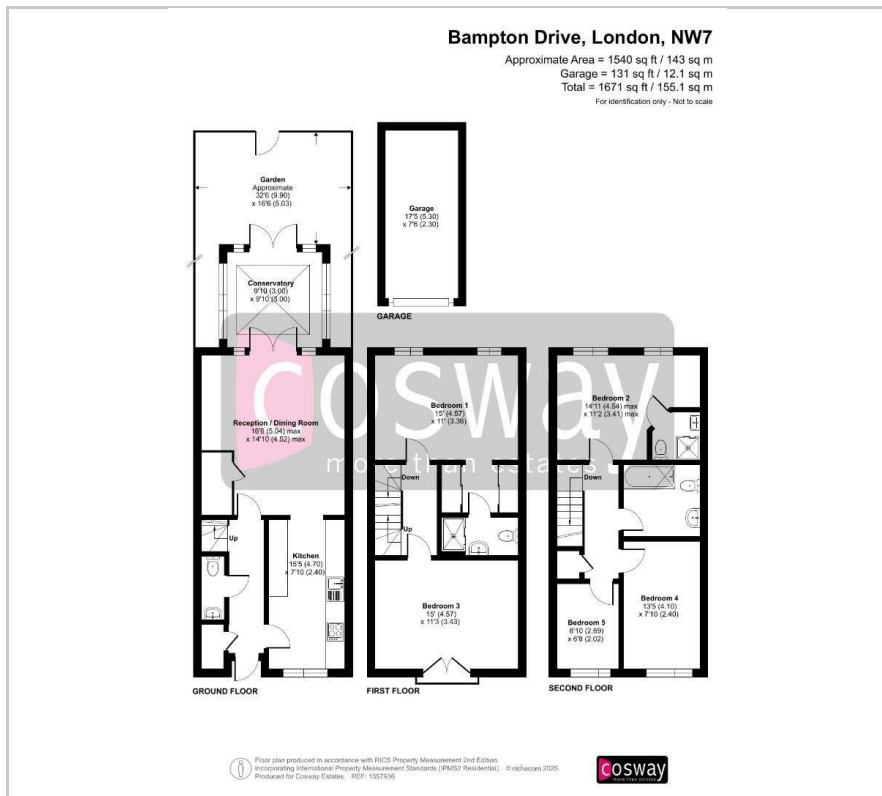 Bampton Drive, London, NW7
Approximate Area = 1540 sq ft / 143 sq m
Garage = 131 sq ft / 12.1 sq m
Total = 1671 sq ft / 155.1 sq m
For identification only - Not to scale
Garden
Approximate
32'6 (9.90)
x 16'6 (5.03)
Garage
17'5 (5.30)
x 7'6 (2.30)
GARAGE
Conservatory
9'10 (3.00)
x 9'10 (3.00)
Reception / Dining Room
16'6 (5.04) max
x 14'10 (4.52) max
Up
Kitchen
15'5 (4.70)
x 7'10 (2.40)
GROUND FLOOR
Bedroom 1
15' (4.57)
x 11' (3.36)
Down
Up
Bedroom 3
15' (4.57)
x 11'3 (3.43)
FIRST FLOOR
Bedroom 2
14'11 (4.54) max
x 11'2 (3.41) max
Down
Bedroom 4
13'5 (4.10)
x 7'10 (2.40)
Bedroom 5
8'10 (2.69)
x 6'8 (2.02)
SECOND FLOOR
cosway
more than estates
Floor plan produced in accordance with RICS Property Measurement 2nd Edition.
Incorporating International Property Measurement Standards (IPMS2 Residential). © nichecom 2025.
Produced for Cosway Estates. REF: 1357936
cosway
more than estates